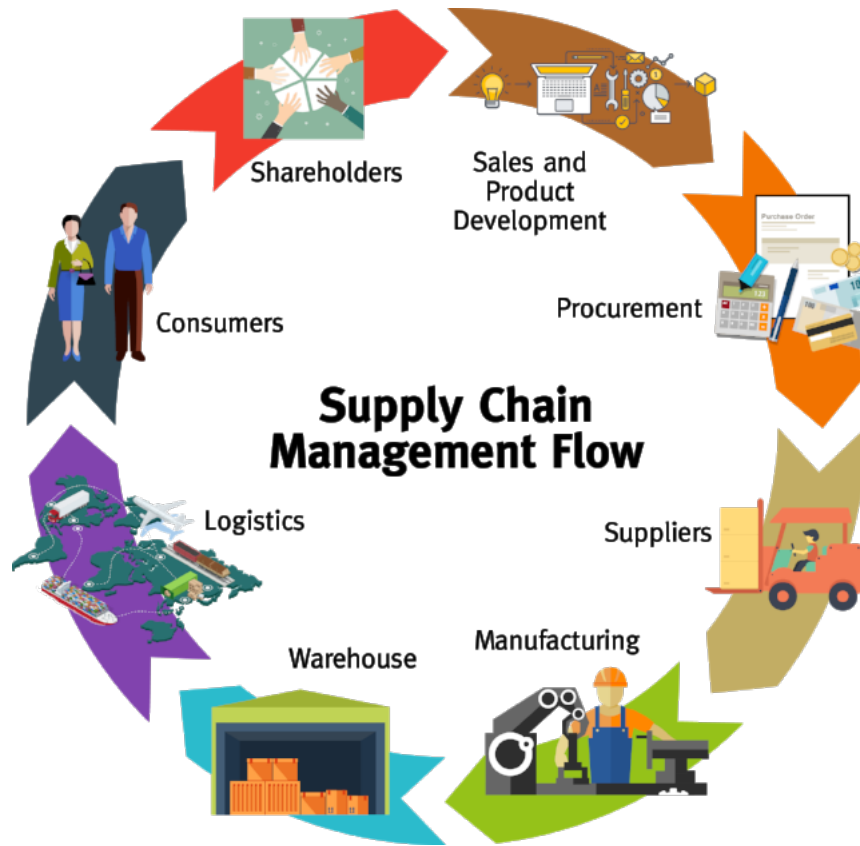 Shareholders
Sales and
Product
Development
Purchase Order
Procurement
Consumers
Supply Chain
Management Flow
Logistics
Suppliers
Manufacturing
Warehouse